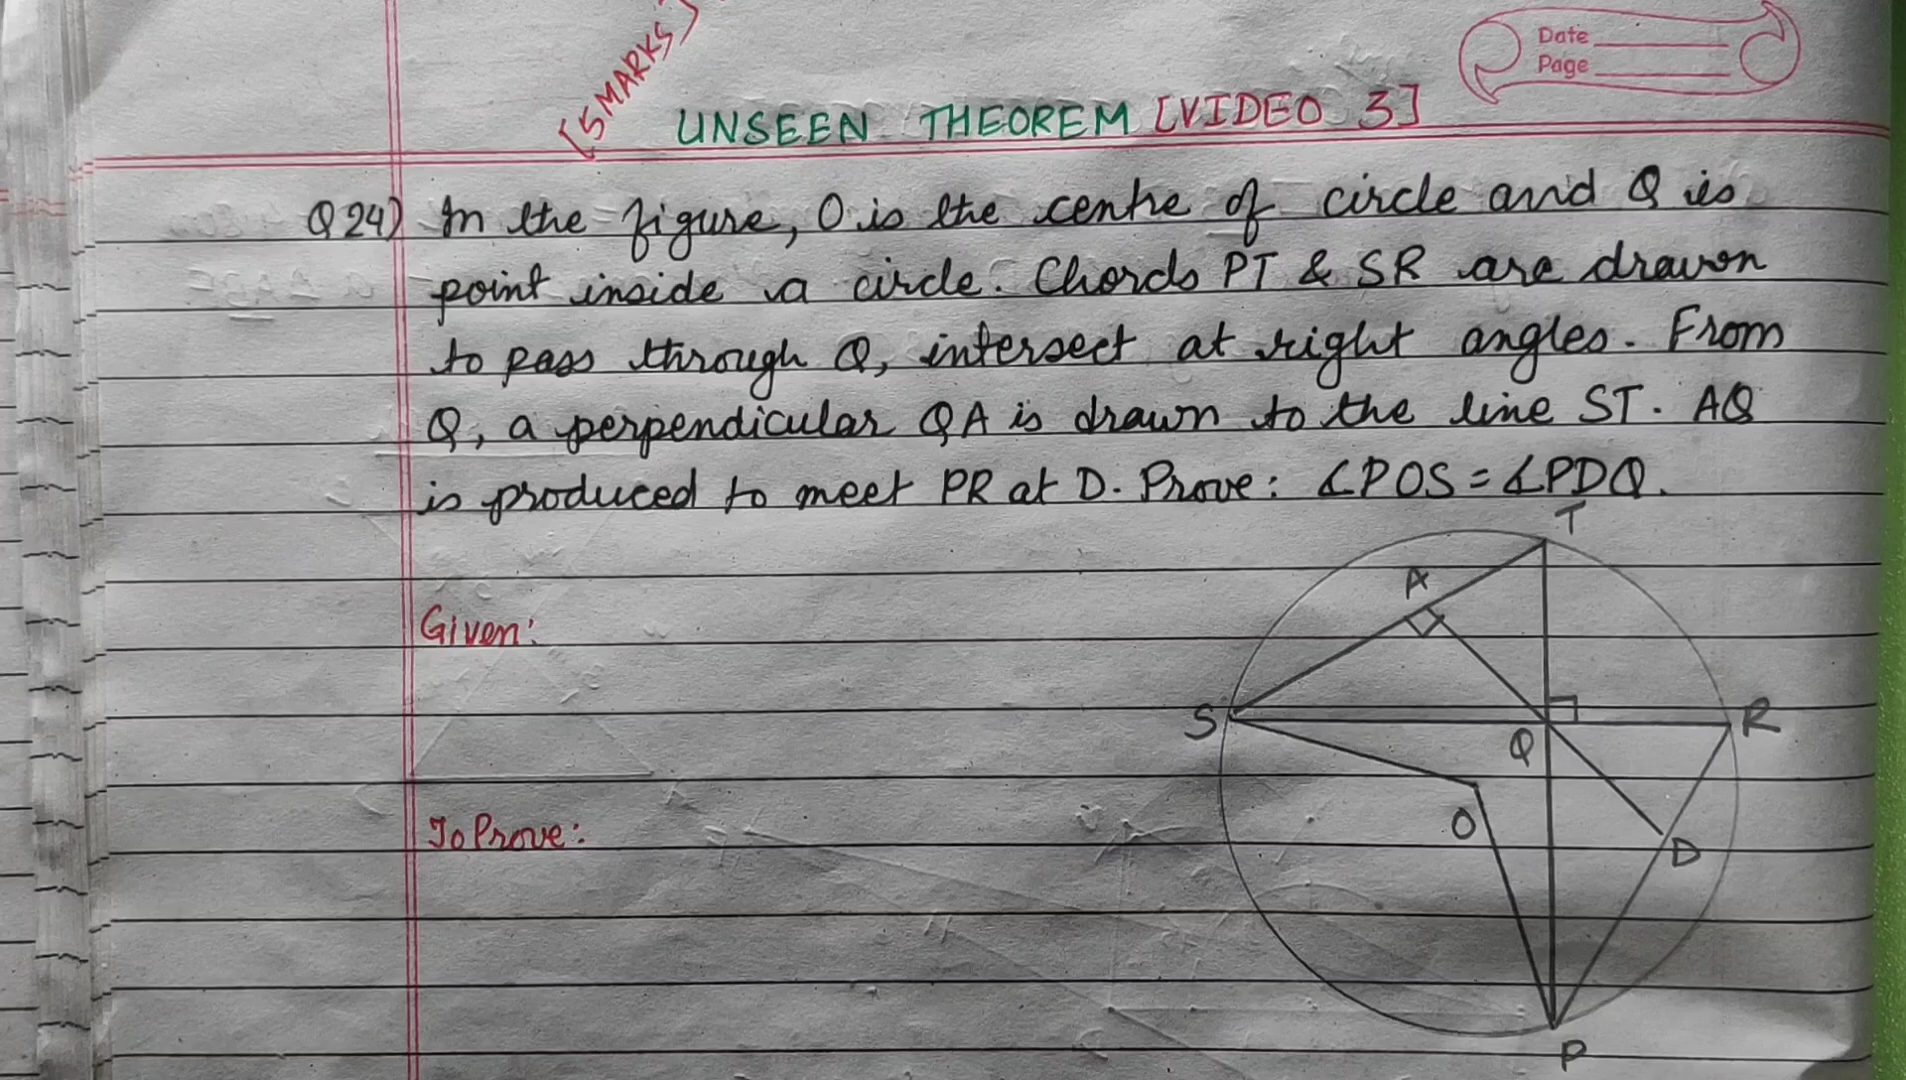 [5MARKS]
Date
Page
UNSEEN THEOREM [VIDEO 3]
Q24) In the figure, O is the centre of circle and Q is
point inside a circle. Chords PT & SR are drawn
to pass through Q, intersect at right angles. From
Q, a perpendicular QA is drawn to the line ST. AQ
is produced to meet PR at D. Prove: ∠POS = ∠PDQ.
T
A
Given:
S
R
Q
To Prove:
O
D
P